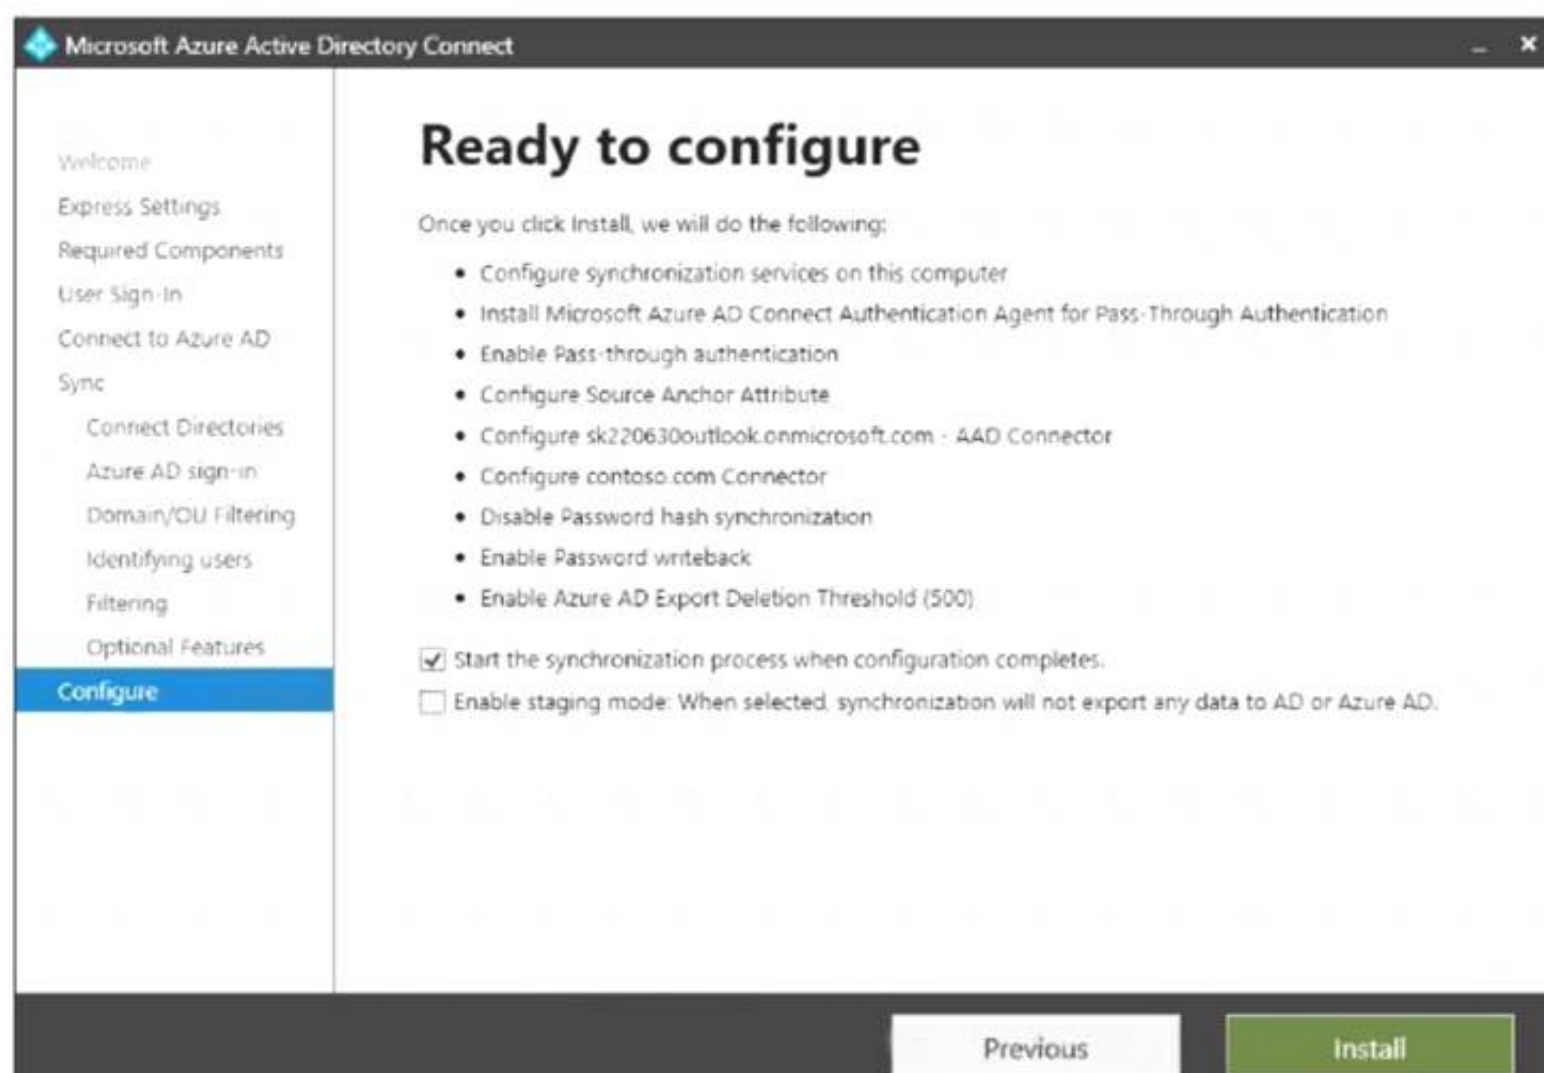 Microsoft Azure Active Directory Connect
Welcome
Express Settings
Required Components
User Sign-In
Connect to Azure AD
Sync
Connect Directories
Azure AD sign-in
Domain/OU Filtering
Identifying users
Filtering
Optional Features
Configure
Ready to configure
Once you click Install, we will do the following:
• Configure synchronization services on this computer
• Install Microsoft Azure AD Connect Authentication Agent for Pass-Through Authentication
• Enable Pass-through authentication
• Configure Source Anchor Attribute
• Configure sk220630outlook.onmicrosoft.com - AAD Connector
• Configure contoso.com Connector
• Disable Password hash synchronization
• Enable Password writeback
• Enable Azure AD Export Deletion Threshold (500)
Start the synchronization process when configuration completes.
Enable staging mode: When selected, synchronization will not export any data to AD or Azure AD.
Previous
Install